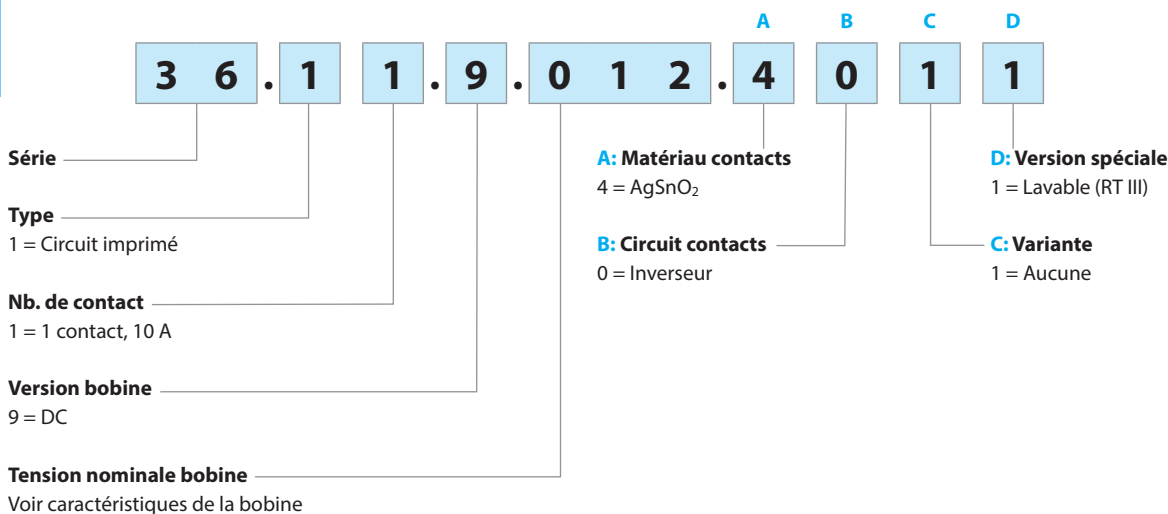 A B C D
3 6 . 1 1 . 9 . 0 1 2 . 4 0 1 1
Série
Type
1 = Circuit imprimé
Nb. de contact
1 = 1 contact, 10 A
Version bobine
9 = DC
Tension nominale bobine
Voir caractéristiques de la bobine
A: Matériau contacts
4 = AgSnO₂
B: Circuit contacts
0 = Inverseur
D: Version spéciale
1 = Lavable (RT III)
C: Variante
1 = Aucune